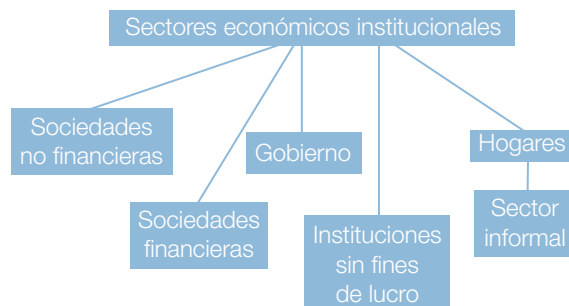 Sectores económicos institucionales
Sociedades
no financieras
Gobierno
Hogares
Sociedades
financieras
Instituciones
sin fines
de lucro
Sector
informal